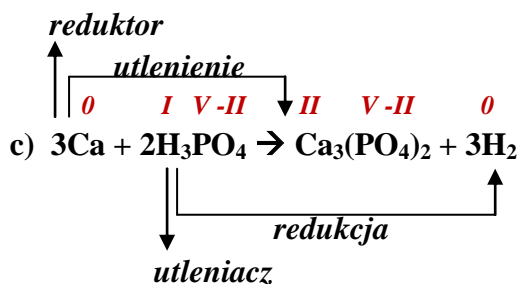 reduktor
utlenienie
0 I V -II II V -II 0
c) 3Ca + 2H₃PO₄ → Ca₃(PO₄)₂ + 3H₂
redukcja
utleniacz